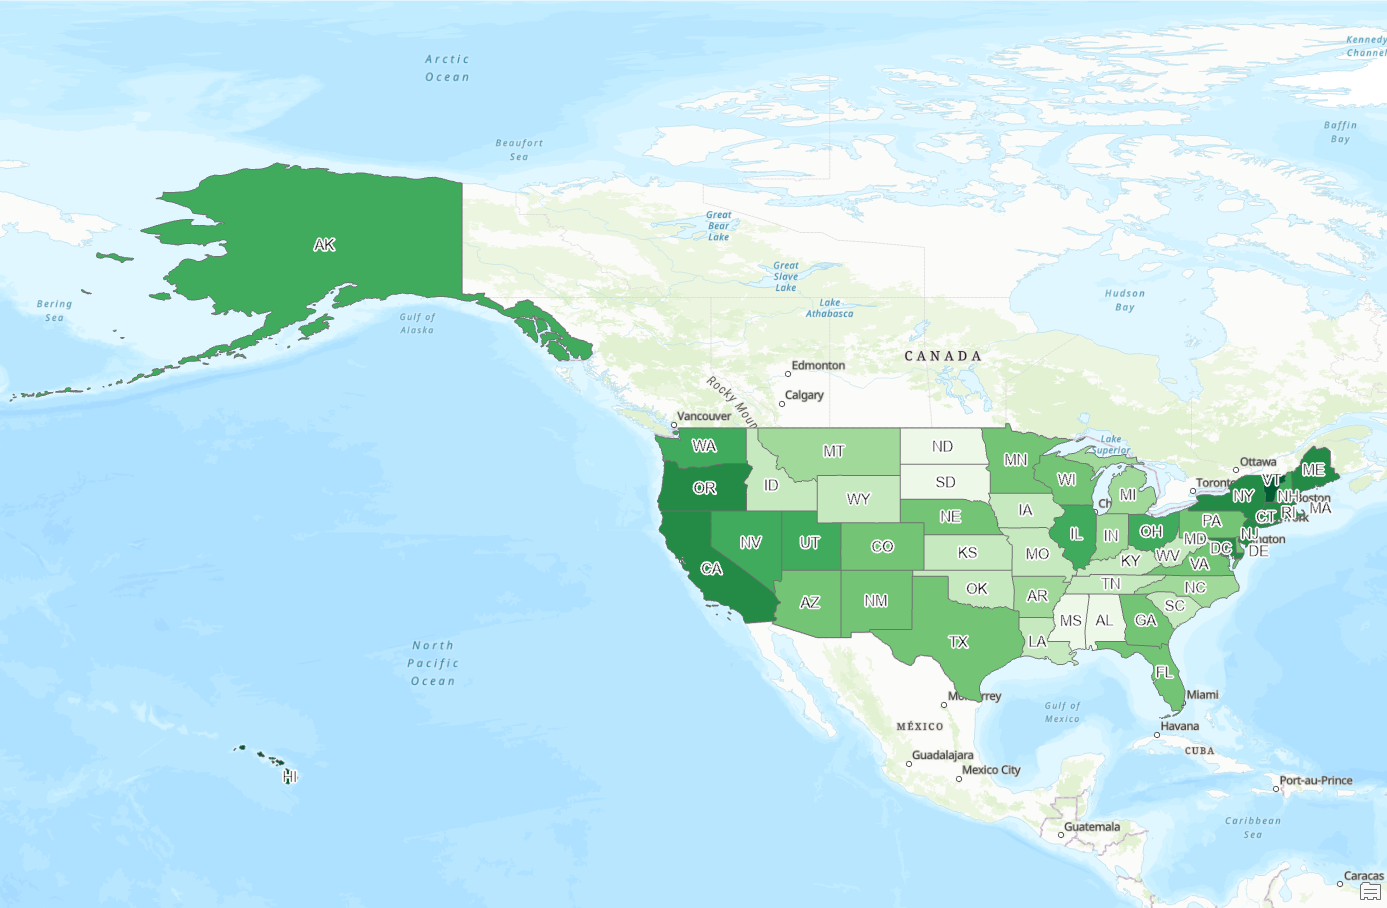 Arctic
Ocean
Kennedy
Channel
Baffin
Bay
Beaufort
Sea
Great
Bear
Lake
AK
Great
Slave
Lake
Hudson
Bay
Bering
Sea
Gulf of
Alaska
Lake
Athabasca
CANADA
Edmonton
Calgary
Rocky Moun
Vancouver
WA
MT
ND
MN
Lake
Superior
Ottawa
Toronto
VT
ME
OR
ID
SD
WI
MI
NY
NH
Boston
WY
NE
IA
Ch
CT
RI
MA
NV
UT
CO
IL
IN
OH
PA
NJ
CA
KS
MO
KY
WV
MD
DC
DE
VA
AZ
NM
OK
AR
TN
NC
SC
TX
LA
MS
AL
GA
FL
North
Pacific
Ocean
Miami
Gulf of
Mexico
MÉXICO
Havana
CUBA
Guadalajara
Mexico City
HI
Port-au-Prince
Guatemala
Caribbean
Sea
Caracas